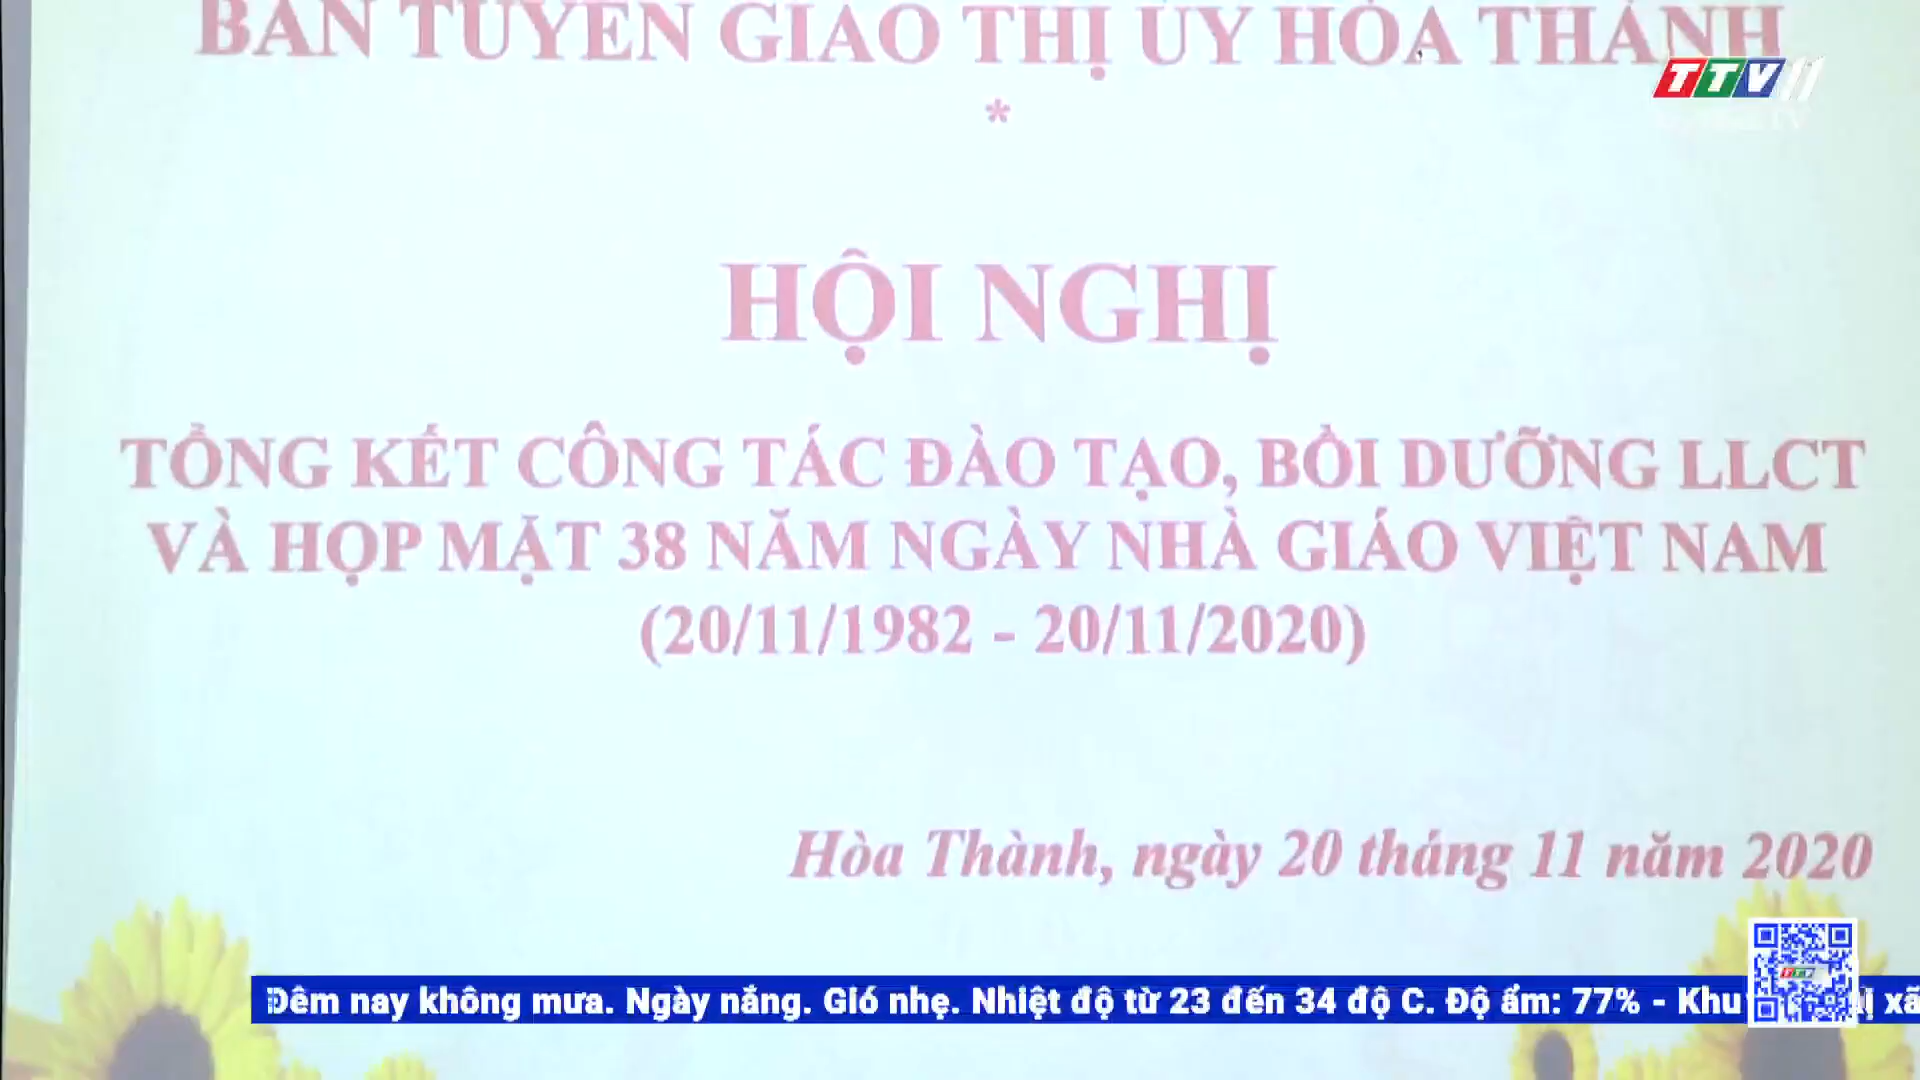 BAN TUYÊN GIÁO THỊ ỦY HÒA THÀNH
TTV11
*
HỘI NGHỊ
TỔNG KẾT CÔNG TÁC ĐÀO TẠO, BỒI DƯỠNG LLCT
VÀ HỌP MẶT 38 NĂM NGÀY NHÀ GIÁO VIỆT NAM
(20/11/1982 - 20/11/2020)
Hòa Thành, ngày 20 tháng 11 năm 2020
TTV
Đêm nay không mưa. Ngày nắng. Gió nhẹ. Nhiệt độ từ 23 đến 34 độ C. Độ ẩm: 77% - Khu xã